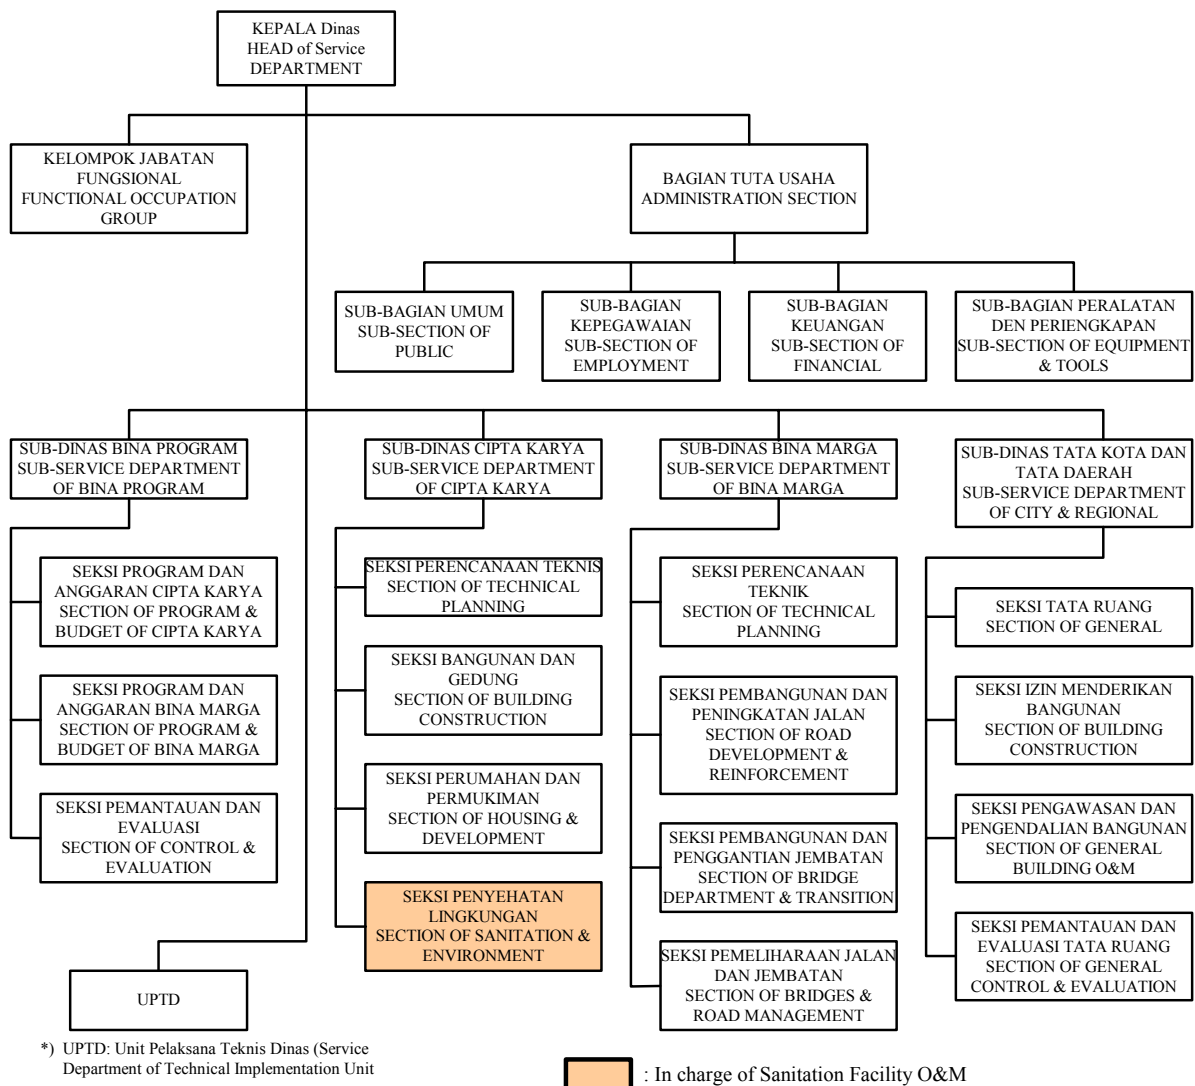 KEPALA Dinas
HEAD of Service
DEPARTMENT
KELOMPOK JABATAN
FUNGSIONAL
FUNCTIONAL OCCUPATION
GROUP
BAGIAN TUTA USAHA
ADMINISTRATION SECTION
SUB-BAGIAN UMUM
SUB-SECTION OF
PUBLIC
SUB-BAGIAN
KEPEGAWAIAN
SUB-SECTION OF
EMPLOYMENT
SUB-BAGIAN
KEUANGAN
SUB-SECTION OF
FINANCIAL
SUB-BAGIAN PERALATAN
DEN PERIENGKAPAN
SUB-SECTION OF EQUIPMENT
& TOOLS
SUB-DINAS BINA PROGRAM
SUB-SERVICE DEPARTMENT
OF BINA PROGRAM
SUB-DINAS CIPTA KARYA
SUB-SERVICE DEPARTMENT
OF CIPTA KARYA
SUB-DINAS BINA MARGA
SUB-SERVICE DEPARTMENT
OF BINA MARGA
SUB-DINAS TATA KOTA DAN
TATA DAERAH
SUB-SERVICE DEPARTMENT
OF CITY & REGIONAL
SEKSI PROGRAM DAN
ANGGARAN CIPTA KARYA
SECTION OF PROGRAM &
BUDGET OF CIPTA KARYA
SEKSI PROGRAM DAN
ANGGARAN BINA MARGA
SECTION OF PROGRAM &
BUDGET OF BINA MARGA
SEKSI PEMANTAUAN DAN
EVALUASI
SECTION OF CONTROL &
EVALUATION
SEKSI PERENCANAAN TEKNIS
SECTION OF TECHNICAL
PLANNING
SEKSI BANGUNAN DAN
GEDUNG
SECTION OF BUILDING
CONSTRUCTION
SEKSI PERUMAHAN DAN
PERMUKIMAN
SECTION OF HOUSING &
DEVELOPMENT
SEKSI PENYEHATAN
LINGKUNGAN
SECTION OF SANITATION &
ENVIRONMENT
SEKSI PERENCANAAN
TEKNIK
SECTION OF TECHNICAL
PLANNING
SEKSI PEMBANGUNAN DAN
PENINGKATAN JALAN
SECTION OF ROAD
DEVELOPMENT &
REINFORCEMENT
SEKSI PEMBANGUNAN DAN
PENGGANTIAN JEMBATAN
SECTION OF BRIDGE
DEPARTMENT & TRANSITION
SEKSI PEMELIHARAAN JALAN
DAN JEMBATAN
SECTION OF BRIDGES &
ROAD MANAGEMENT
SEKSI TATA RUANG
SECTION OF GENERAL
SEKSI IZIN MENDERIKAN
BANGUNAN
SECTION OF BUILDING
CONSTRUCTION
SEKSI PENGAWASAN DAN
PENGENDALIAN BANGUNAN
SECTION OF GENERAL
BUILDING O&M
SEKSI PEMANTAUAN DAN
EVALUASI TATA RUANG
SECTION OF GENERAL
CONTROL & EVALUATION
UPTD
*) UPTD: Unit Pelaksana Teknis Dinas (Service
Department of Technical Implementation Unit
: In charge of Sanitation Facility O&M